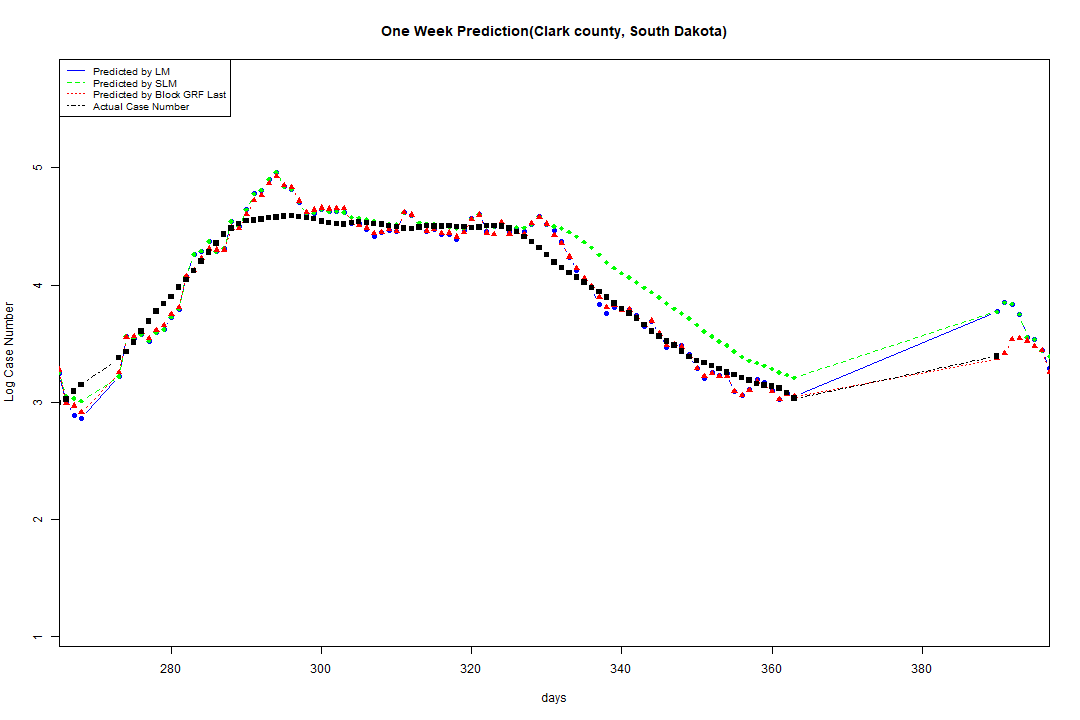 One Week Prediction(Clark county, South Dakota)
Predicted by LM
Predicted by SLM
Predicted by Block GRF Last
Actual Case Number
Log Case Number
5
4
3
2
1
280 300 320 340 360 380
days